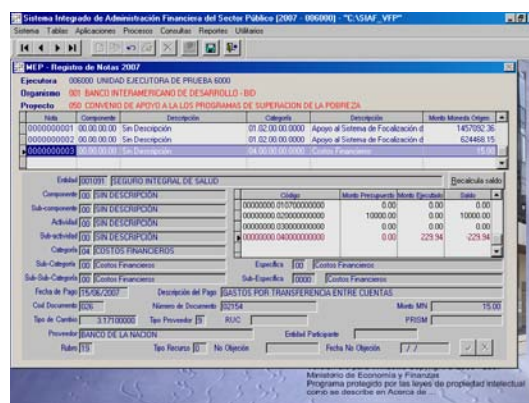 Sistema Integrado de Administración Financiera del Sector Público [2007 - 006000] - "C:\SIAF_VFP"
Sistema Tablas Aplicaciones Procesos Consultas Reportes Utilitarios
MEP - Registro de Notas 2007
Ejecutora 006000 UNIDAD EJECUTORA DE PRUEBA 6000
Organismo 001 BANCO INTERAMERICANO DE DESARROLLO - BID
Proyecto 050 CONVENIO DE APOYO A LA LOS PROGRAMAS DE SUPERACION DE LA POBREZA
Nota Componente Descripción Categoría Descripción Monto Moneda Origen
0000000001 00.00.00.00 Sin Descripción 01.02.00.00.0000 Apoyo al Sistema de Focalización d 1457092.36
0000000002 00.00.00.00 Sin Descripción 01.02.00.00.0000 Apoyo al Sistema de Focalización d 624468.15
0000000003 00.00.00.00 Sin Descripción 04.00.00.00.0000 Costos Financieros 15.00
Entidad 001091 SEGURO INTEGRAL DE SALUD Recalcula saldo
Componente 00 SIN DESCRIPCIÓN
Sub-componente 00 SIN DESCRIPCIÓN
Actividad 00 SIN DESCRIPCIÓN
Sub-actividad 00 SIN DESCRIPCIÓN
Categoría 04 COSTOS FINANCIEROS
Código Monto Presupuesto Monto Ejecutado Saldo
00000000.010700000000 0.00 0.00 0.00
00000000.020000000000 10000.00 0.00 10000.00
00000000.030000000000 0.00 0.00 0.00
00000000.040000000000 0.00 229.94 -229.94
Sub-Categoría 00 Costos Financieros Específica 00 Costos Financieros
Sub-Sub-Categoría 00 Costos Financieros Sub-Específica 0000 Costos Financieros
Fecha de Pago 15/06/2007 Descripción del Pago GASTOS POR TRANSFERENCIA ENTRE CUENTAS
Cod Documento 026 Número de Documento 02154 Monto MN 15.00
Tipo de Cambio 3.17100000 Tipo Proveedor 9 RUC PRISM
Proveedor BANCO DE LA NACION Entidad Participante
Rubro 19 Tipo Recurso 0 No Objeción Fecha No Objeción / /
Ministerio de Economía y Finanzas
Programa protegido por las leyes de propiedad intelectual
como se describe en Acerca de ...